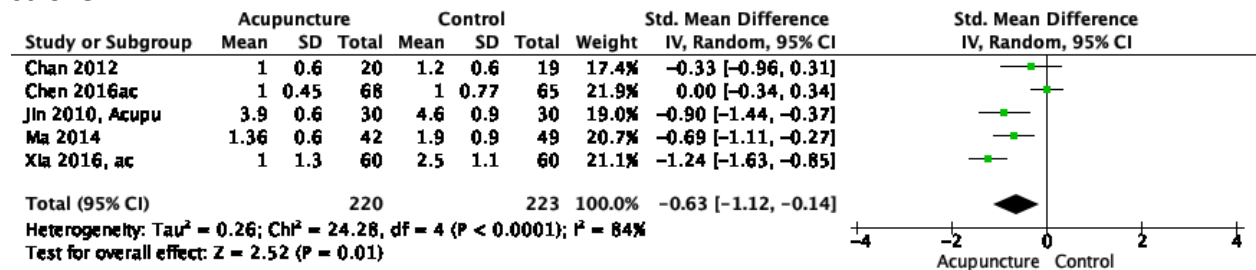 Acupuncture Control Std. Mean Difference Std. Mean Difference
Study or Subgroup Mean SD Total Mean SD Total Weight IV, Random, 95% CI IV, Random, 95% CI
Chan 2012 1 0.6 20 1.2 0.6 19 17.4% −0.33 [−0.96, 0.31]
Chen 2016ac 1 0.45 68 1 0.77 65 21.9% 0.00 [−0.34, 0.34]
Jin 2010, Acupu 3.9 0.6 30 4.6 0.9 30 19.0% −0.90 [−1.44, −0.37]
Ma 2014 1.36 0.6 42 1.9 0.9 49 20.7% −0.69 [−1.11, −0.27]
Xia 2016, ac 1 1.3 60 2.5 1.1 60 21.1% −1.24 [−1.63, −0.85]
Total (95% CI) 220 223 100.0% −0.63 [−1.12, −0.14]
Heterogeneity: Tau² = 0.26; Chi² = 24.28, df = 4 (P < 0.0001); I² = 84%
Test for overall effect: Z = 2.52 (P = 0.01)
−4 −2 0 2 4
Acupuncture Control